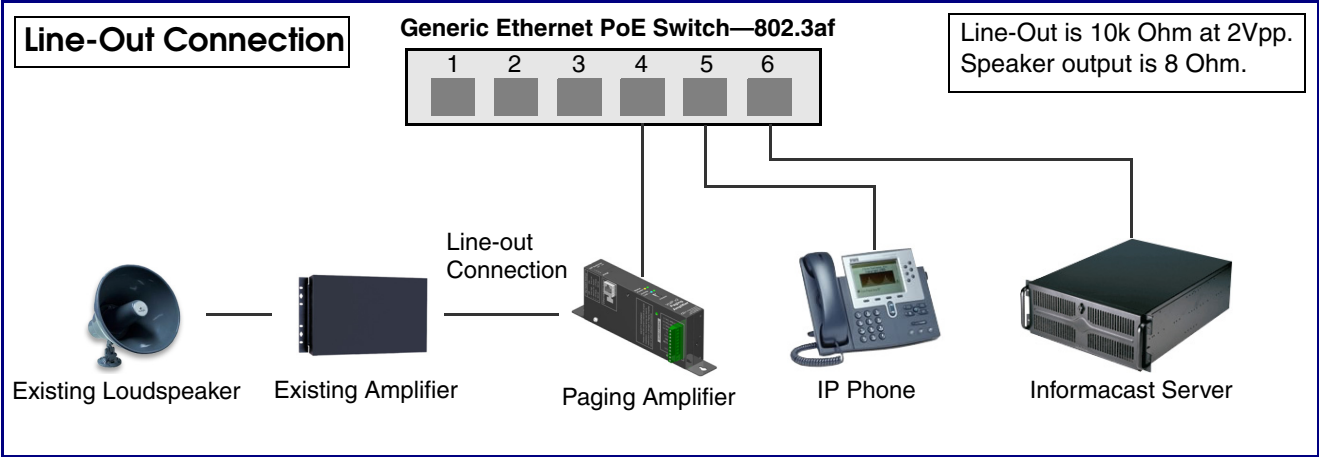 Line-Out Connection
Generic Ethernet PoE Switch—802.3af
Line-Out is 10k Ohm at 2Vpp.
Speaker output is 8 Ohm.
1 2 3 4 5 6
Line-out
Connection
Existing Loudspeaker
Existing Amplifier
Paging Amplifier
IP Phone
Informacast Server